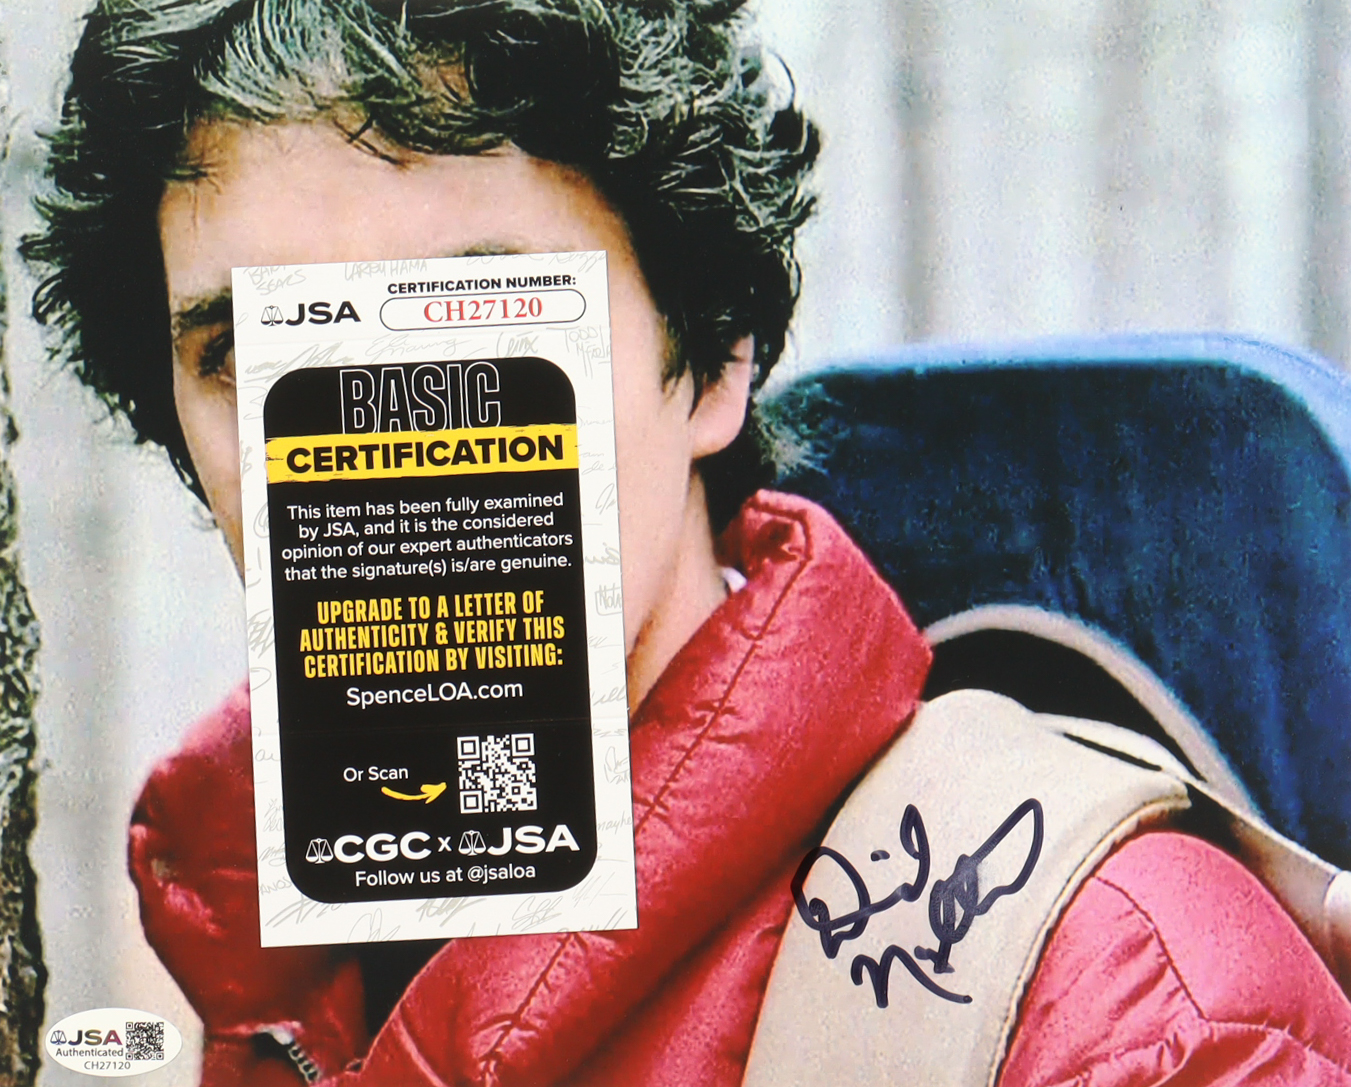 JSA
CERTIFICATION NUMBER:
CH27120
BASIC
CERTIFICATION
This item has been fully examined
by JSA, and it is the considered
opinion of our expert authenticators
that the signature(s) is/are genuine.
UPGRADE TO A LETTER OF
AUTHENTICITY & VERIFY THIS
CERTIFICATION BY VISITING:
SpenceLOA.com
Or Scan
CGC x JSA
Follow us at @jsaloa
David
JSA
Authenticated
CH27120